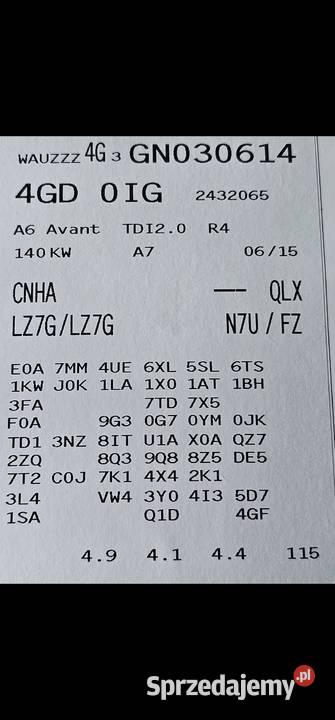 WAUZZZ 4G 3 GN030614
4GD 0IG 2432065
A6 Avant TDI2.0 R4
140 KW A7 06/15
CNHA -- QLX
LZ7G/LZ7G N7U / FZ
E0A 7MM 4UE 6XL 5SL 6TS
1KW J0K 1LA 1X0 1AT 1BH
3FA 7TD 7X5
F0A 9G3 0G7 0YM 0JK
TD1 3NZ 8IT U1A X0A QZ7
2ZQ 8Q3 9Q8 8Z5 DE5
7T2 C0J 7K1 4X4 2K1
3L4 VW4 3Y0 4I3 5D7
1SA Q1D 4GF
4.9 4.1 4.4 115
Sprzedajemy.pl